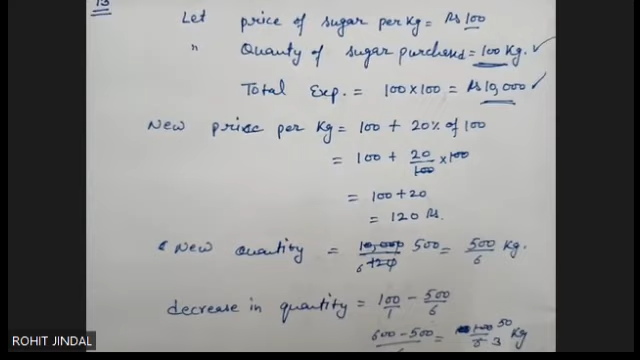 13
Let price of sugar per Kg = Rs 100
" Quanty of sugar purchesd = 100 Kg.
Total Exp. = 100 x 100 = Rs 10,000
New price per Kg = 100 + 20% of 100
= 100 + 20/100 x 100
= 100 + 20
= 120 Rs.
New quantity = 10,000/120 500/6 = 500/6 Kg.
decrease in quantity = 100/1 - 500/6
600 - 500/6 = 100/6 50/3 Kg
ROHIT JINDAL